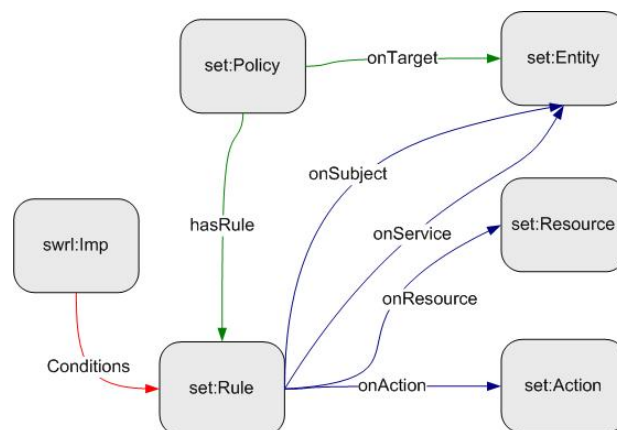 set:Policy
onTarget
set:Entity
onSubject
hasRule
swrl:Imp
onService
set:Resource
onResource
Conditions
set:Rule
onAction
set:Action